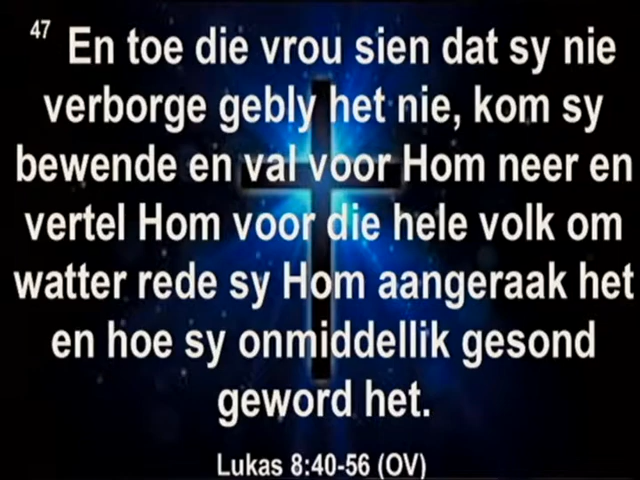 47 En toe die vrou sien dat sy nie
verborge gebly het nie, kom sy
bewende en val voor Hom neer en
vertel Hom voor die hele volk om
watter rede sy Hom aangeraak het
en hoe sy onmiddellik gesond
geword het.
Lukas 8:40-56 (OV)